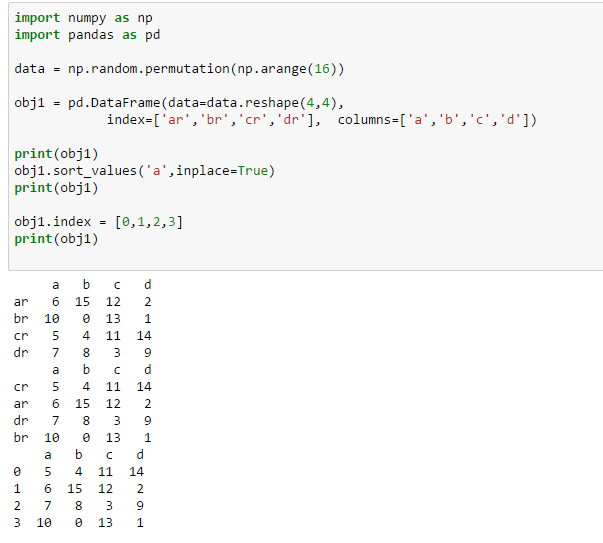 import numpy as np
import pandas as pd
data = np.random.permutation(np.arange(16))
obj1 = pd.DataFrame(data=data.reshape(4,4),
            index=['ar','br','cr','dr'],  columns=['a','b','c','d'])
print(obj1)
obj1.sort_values('a',inplace=True)
print(obj1)
obj1.index = [0,1,2,3]
print(obj1)
     a   b   c   d
ar   6  15  12   2
br  10   0  13   1
cr   5   4  11  14
dr   7   8   3   9
     a   b   c   d
cr   5   4  11  14
ar   6  15  12   2
dr   7   8   3   9
br  10   0  13   1
    a   b   c   d
0   5   4  11  14
1   6  15  12   2
2   7   8   3   9
3  10   0  13   1